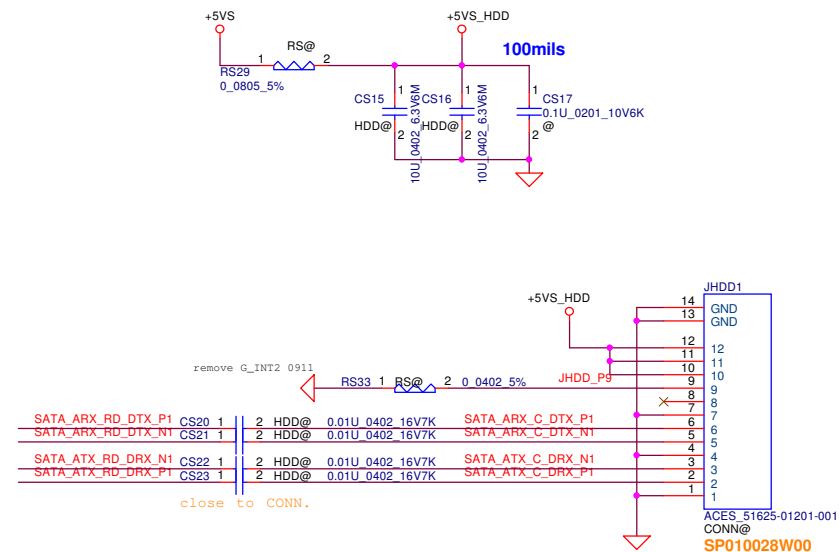 +5VS
+5VS_HDD
RS@
100mils
1
2
RS29
0_0805_5%
1
CS15
HDD@
2
10U_0402_6.3V6M
1
CS16
HDD@
2
10U_0402_6.3V6M
1
CS17
0.1U_0201_10V6K
@
2
JHDD1
+5VS_HDD
14
GND
13
GND
12
12
11
11
10
10
remove G_INT2 0911
RS33
1
RS@
2
0_0402_5%
JHDD_P9
9
9
8
8
7
7
SATA_ARX_RD_DTX_P1
CS20
1
2
HDD@
0.01U_0402_16V7K
SATA_ARX_C_DTX_P1
6
6
SATA_ARX_RD_DTX_N1
CS21
1
2
HDD@
0.01U_0402_16V7K
SATA_ARX_C_DTX_N1
5
5
4
4
SATA_ATX_RD_DRX_N1
CS22
1
2
HDD@
0.01U_0402_16V7K
SATA_ATX_C_DRX_N1
3
3
SATA_ATX_RD_DRX_P1
CS23
1
2
HDD@
0.01U_0402_16V7K
SATA_ATX_C_DRX_P1
2
2
1
1
close to CONN.
ACES_51625-01201-001
CONN@
SP010028W00